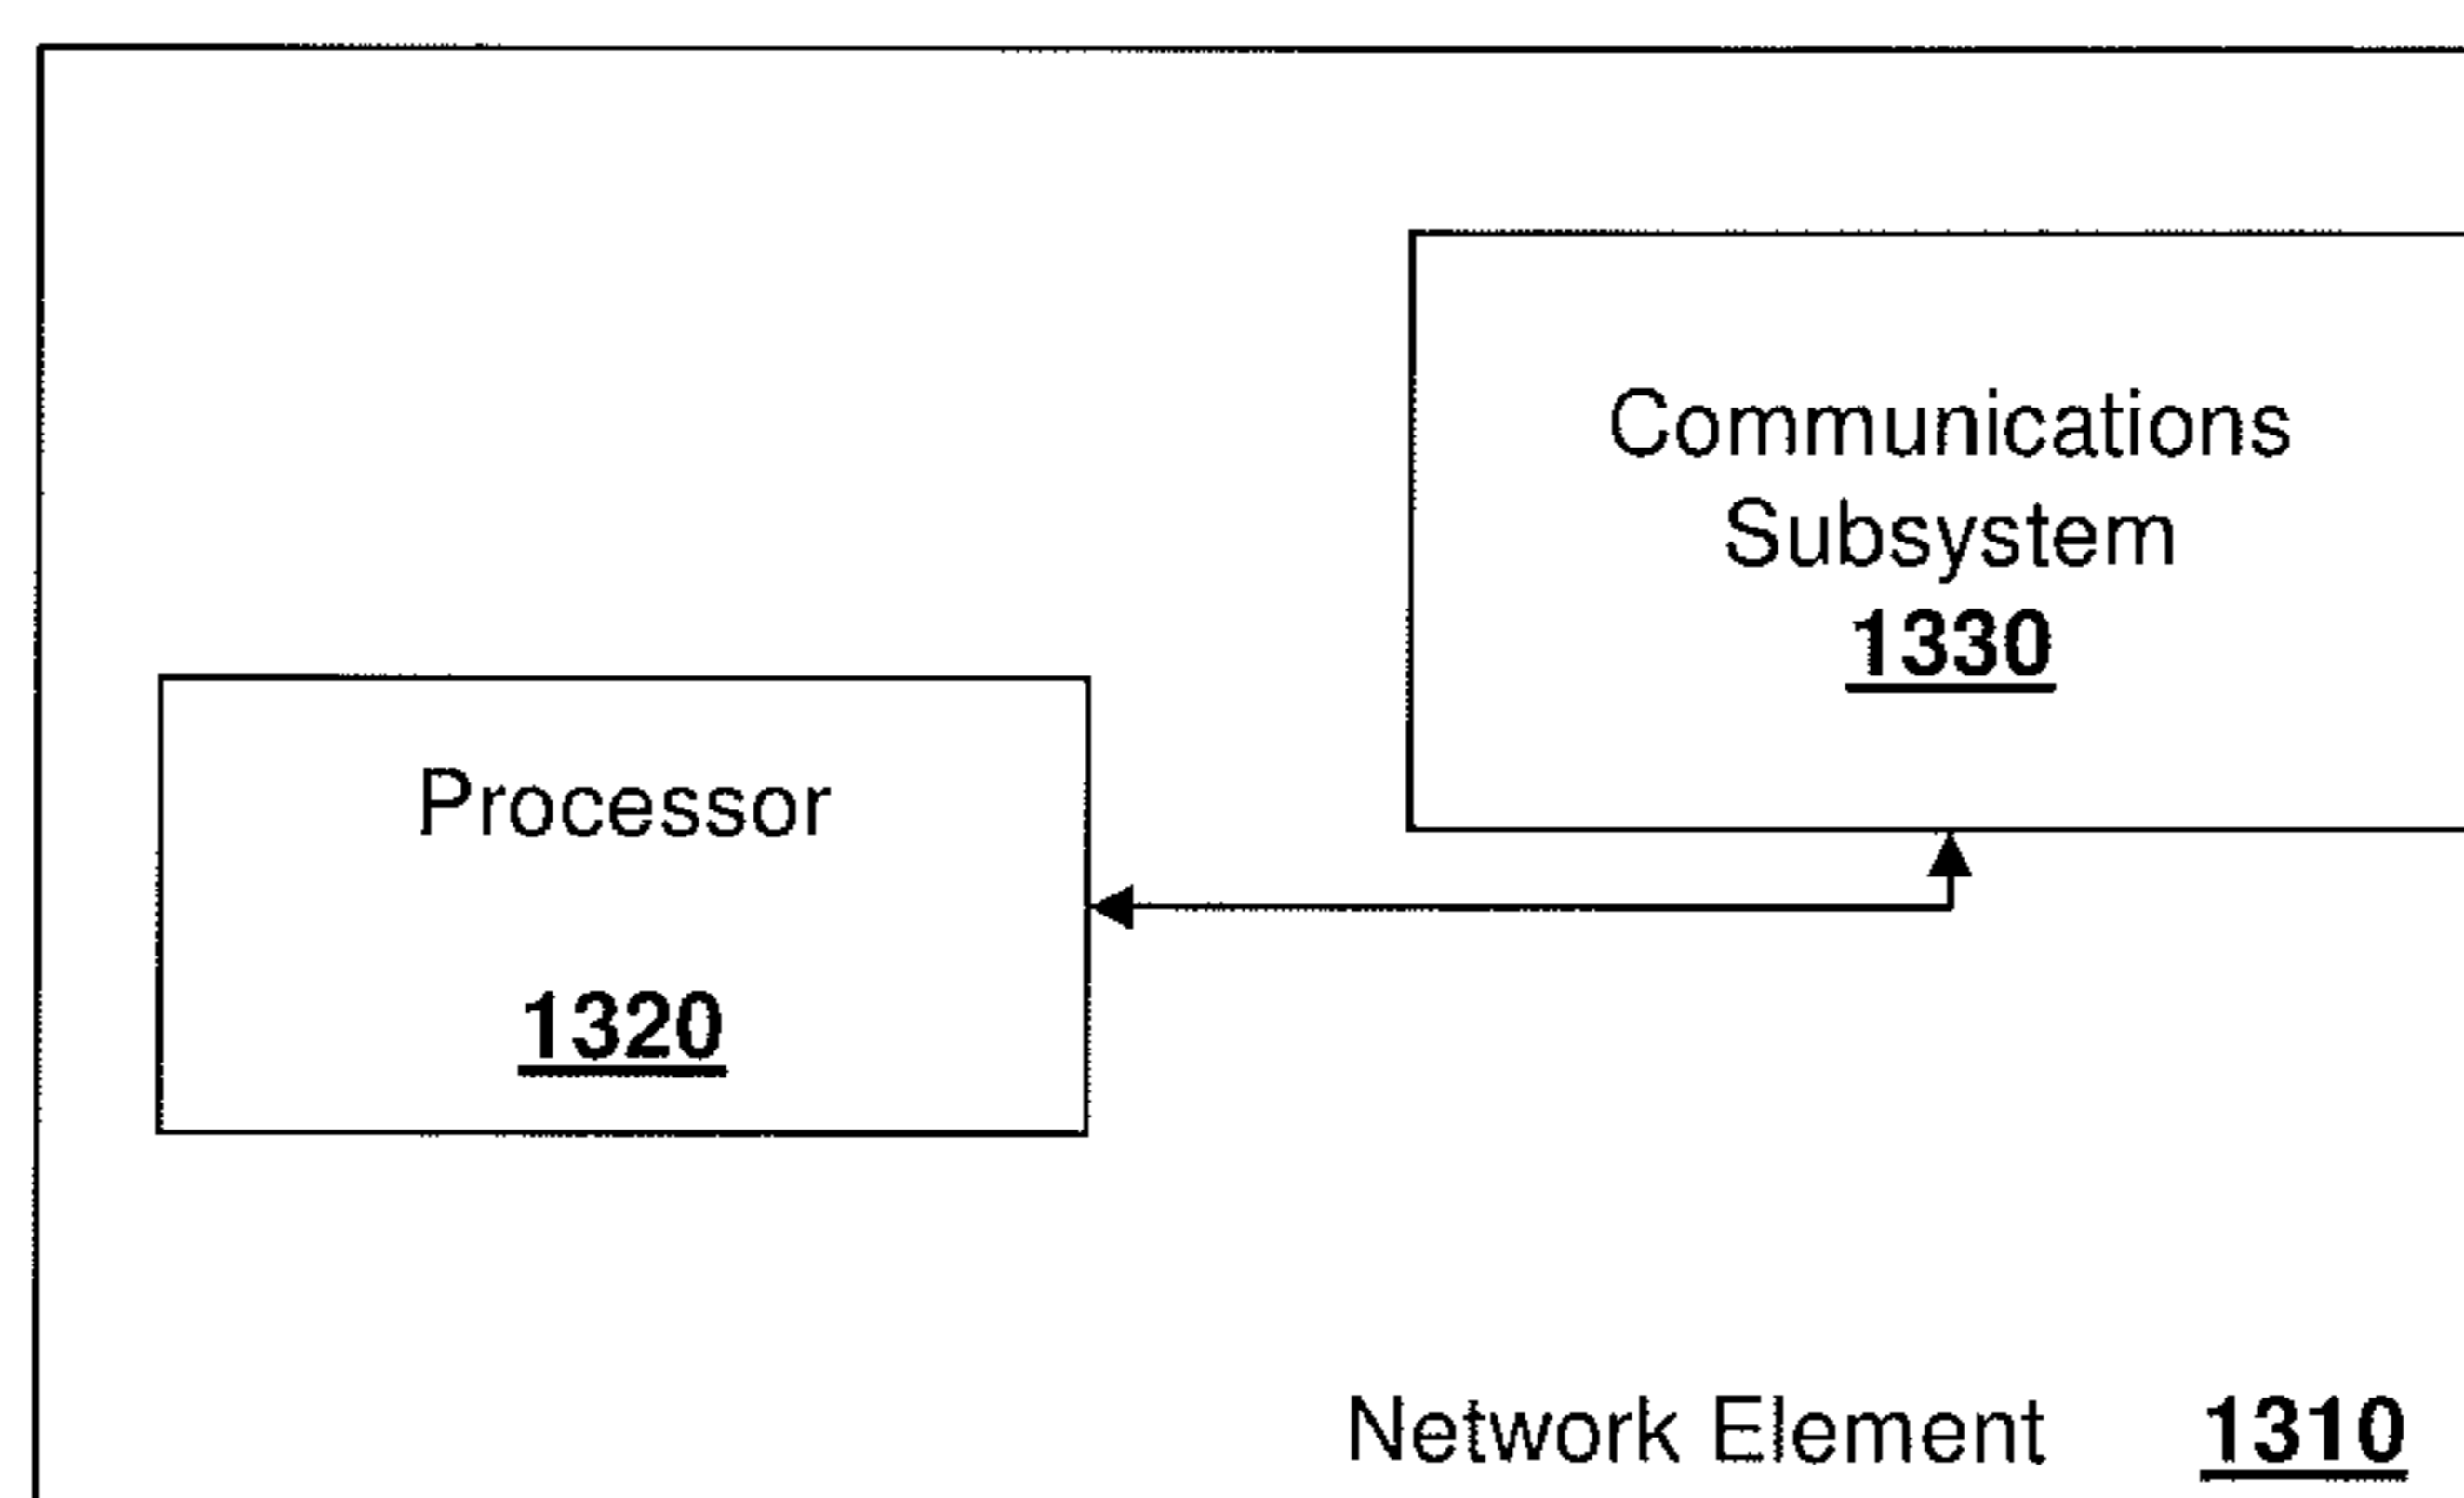 Communications
Subsystem
1330
Processor
1320
Network Element 1310